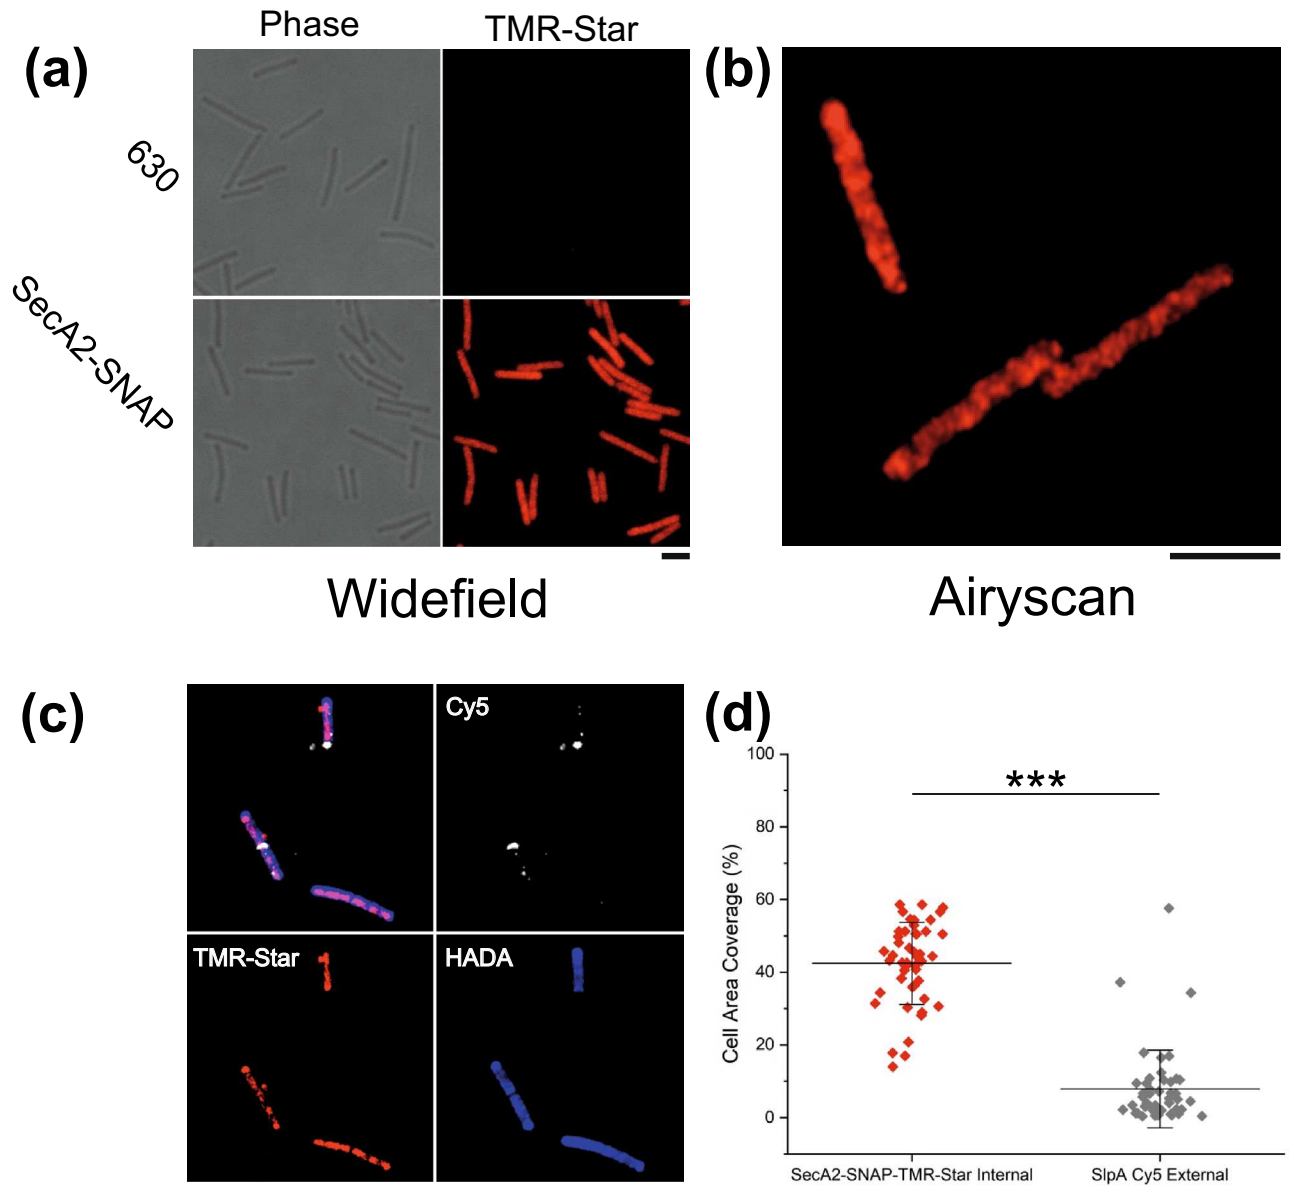 Phase
TMR-Star
(a)
(b)
630
SecA2-SNAP
Widefield
Airyscan
(c)
Cy5
TMR-Star
HADA
(d)
***
100
80
60
40
20
0
Cell Area Coverage (%)
SecA2-SNAP-TMR-Star Internal
SlpA Cy5 External